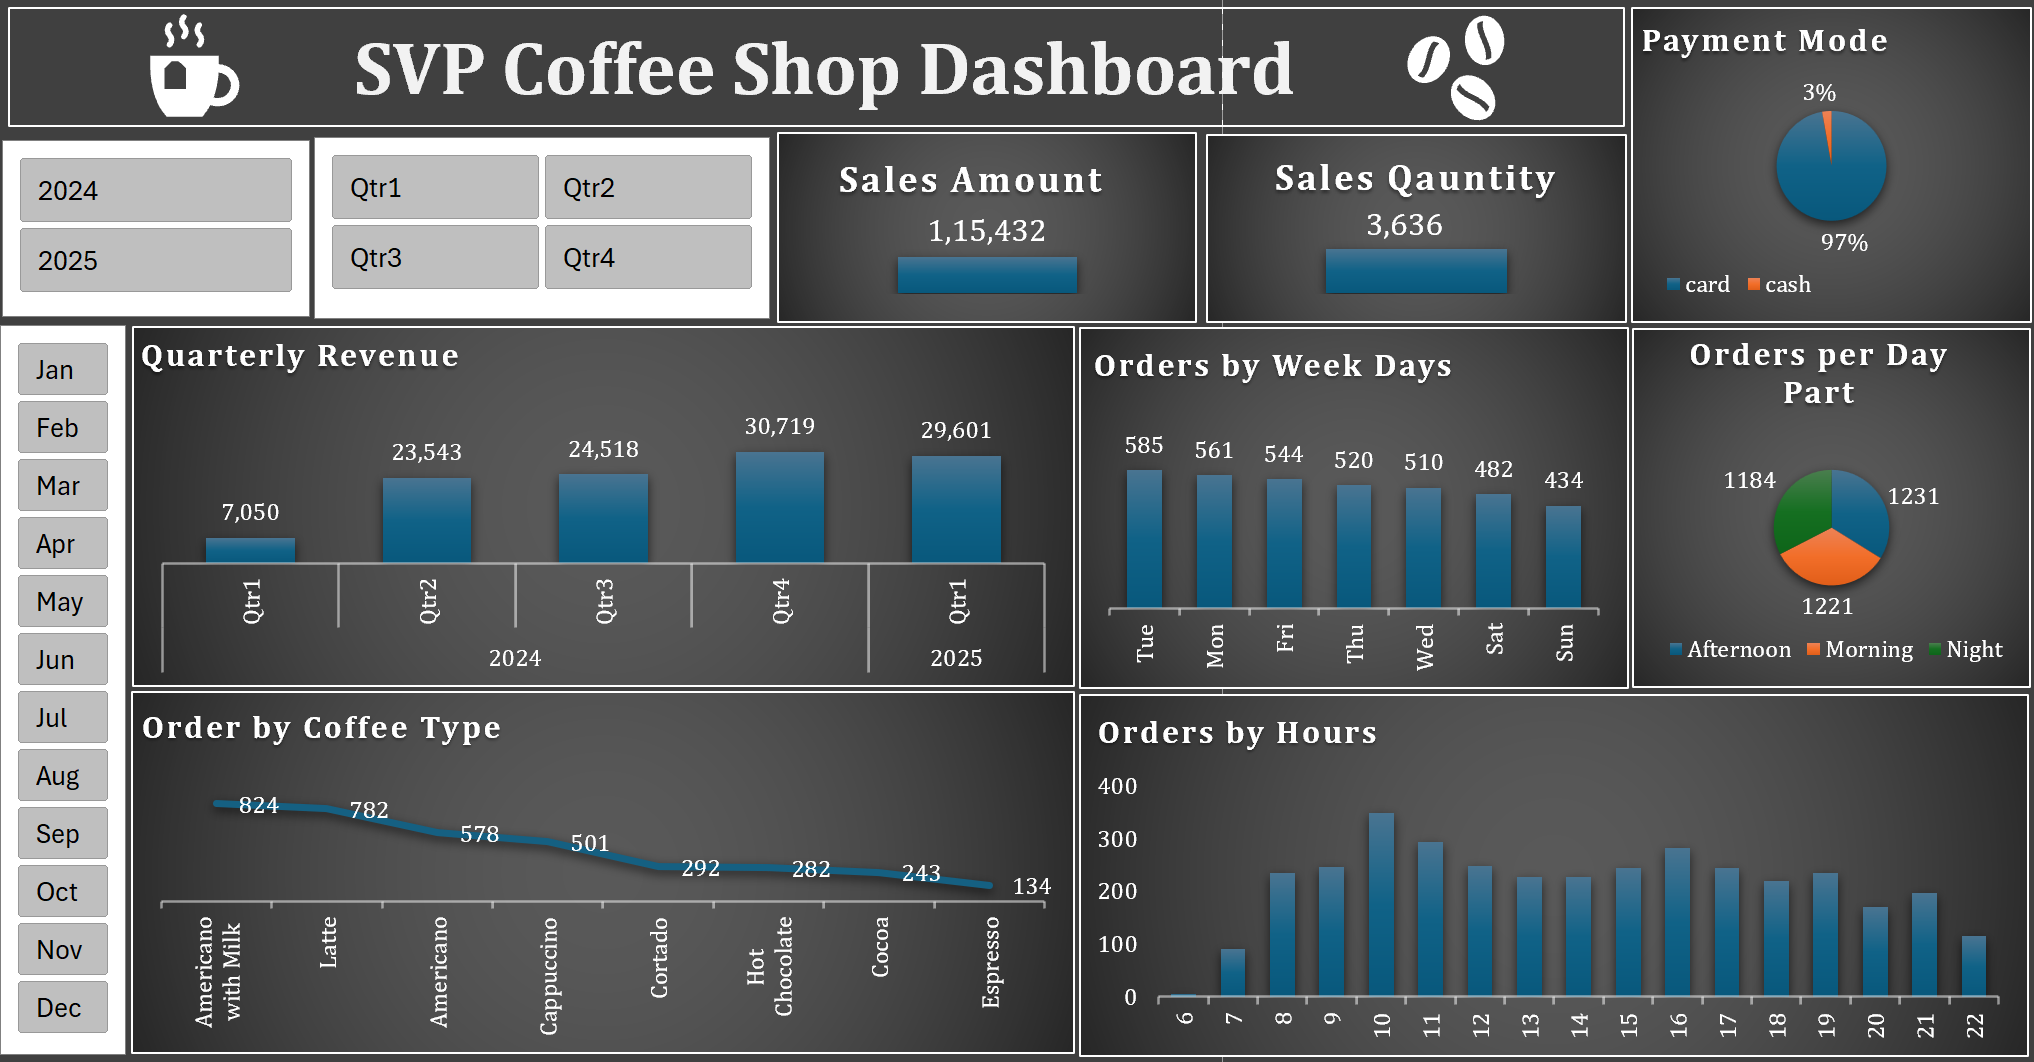 SVP Coffee Shop Dashboard
2024
2025
Qtr1
Qtr2
Qtr3
Qtr4
Sales Amount
1,15,432
Sales Qauntity
3,636
Payment Mode
3%
97%
card
cash
Jan
Feb
Mar
Apr
May
Jun
Jul
Aug
Sep
Oct
Nov
Dec
Quarterly Revenue
7,050
23,543
24,518
30,719
29,601
Qtr1
Qtr2
Qtr3
Qtr4
Qtr1
2024
2025
Orders by Week Days
585
561
544
520
510
482
434
Tue
Mon
Fri
Thu
Wed
Sat
Sun
Orders per Day
Part
1184
1231
1221
Afternoon
Morning
Night
Order by Coffee Type
824
782
578
501
292
282
243
134
Americano
with Milk
Latte
Americano
Cappuccino
Cortado
Hot
Chocolate
Cocoa
Espresso
Orders by Hours
400
300
200
100
0
6
7
8
9
10
11
12
13
14
15
16
17
18
19
20
21
22